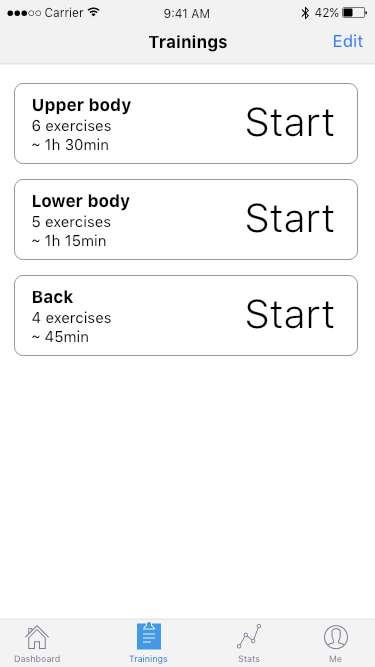 Carrier 9:41 AM 42%
Trainings Edit
Upper body
6 exercises
~ 1h 30min
Start
Lower body
5 exercises
~ 1h 15min
Start
Back
4 exercises
~ 45min
Start
Dashboard Trainings Stats Me